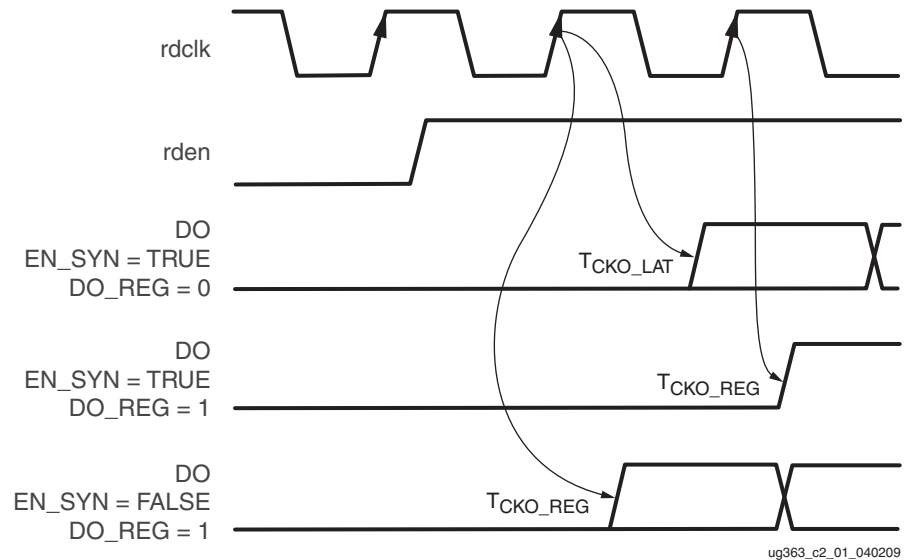 rdclk
rden
DO
EN_SYN = TRUE
DO_REG = 0
TCKO_LAT
DO
EN_SYN = TRUE
DO_REG = 1
TCKO_REG
DO
EN_SYN = FALSE
DO_REG = 1
TCKO_REG
ug363_c2_01_040209